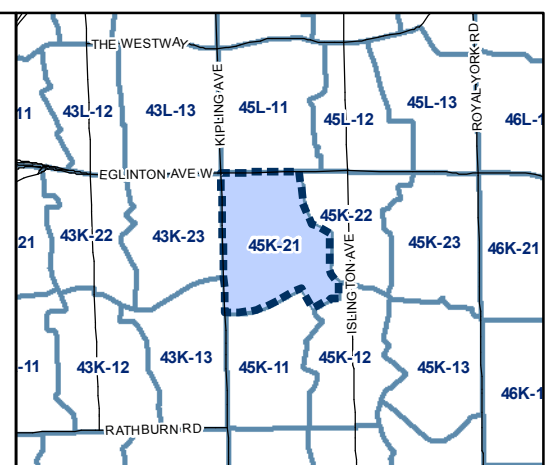 THE WESTWAY
KIPLING AVE
ROYAL YORK RD
11
43L-12
43L-13
45L-11
45L-12
45L-13
46L-1
EGLINTON AVE W
21
43K-22
43K-23
45K-21
45K-22
45K-23
46K-21
ISLINGTON AVE
-11
43K-12
43K-13
45K-11
45K-12
45K-13
46K-1
RATHBURN RD